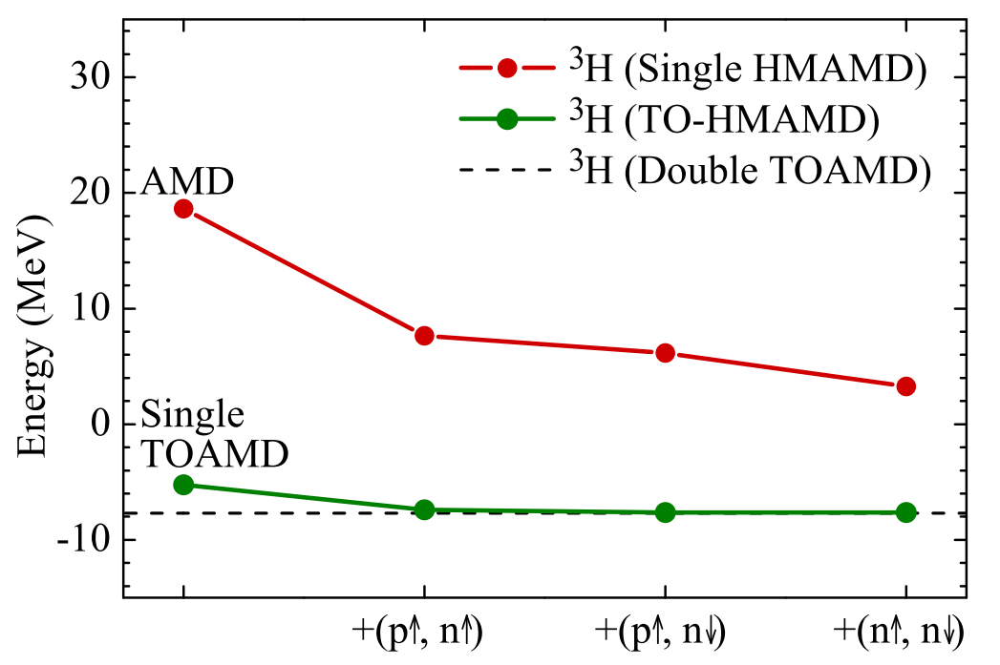 ³H (Single HMAMD)
³H (TO-HMAMD)
³H (Double TOAMD)
AMD
Single
TOAMD
Energy (MeV)
30
20
10
0
-10
+(p↑, n↑)
+(p↑, n↓)
+(n↑, n↓)